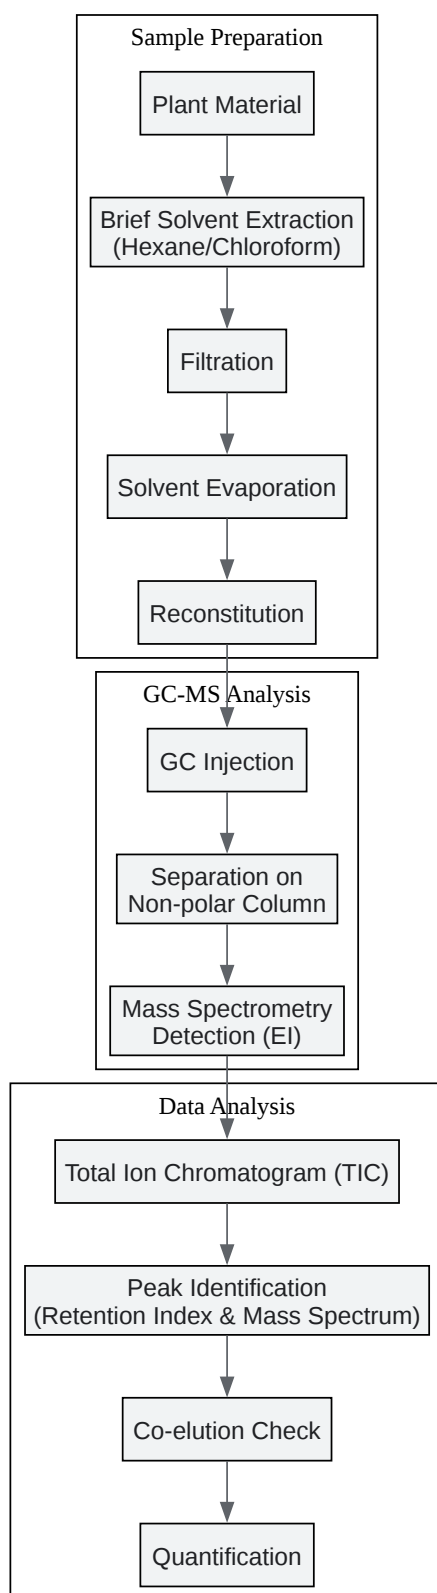 Sample Preparation
Plant Material
Brief Solvent Extraction
(Hexane/Chloroform)
Filtration
Solvent Evaporation
Reconstitution
GC-MS Analysis
GC Injection
Separation on
Non-polar Column
Mass Spectrometry
Detection (EI)
Data Analysis
Total Ion Chromatogram (TIC)
Peak Identification
(Retention Index & Mass Spectrum)
Co-elution Check
Quantification